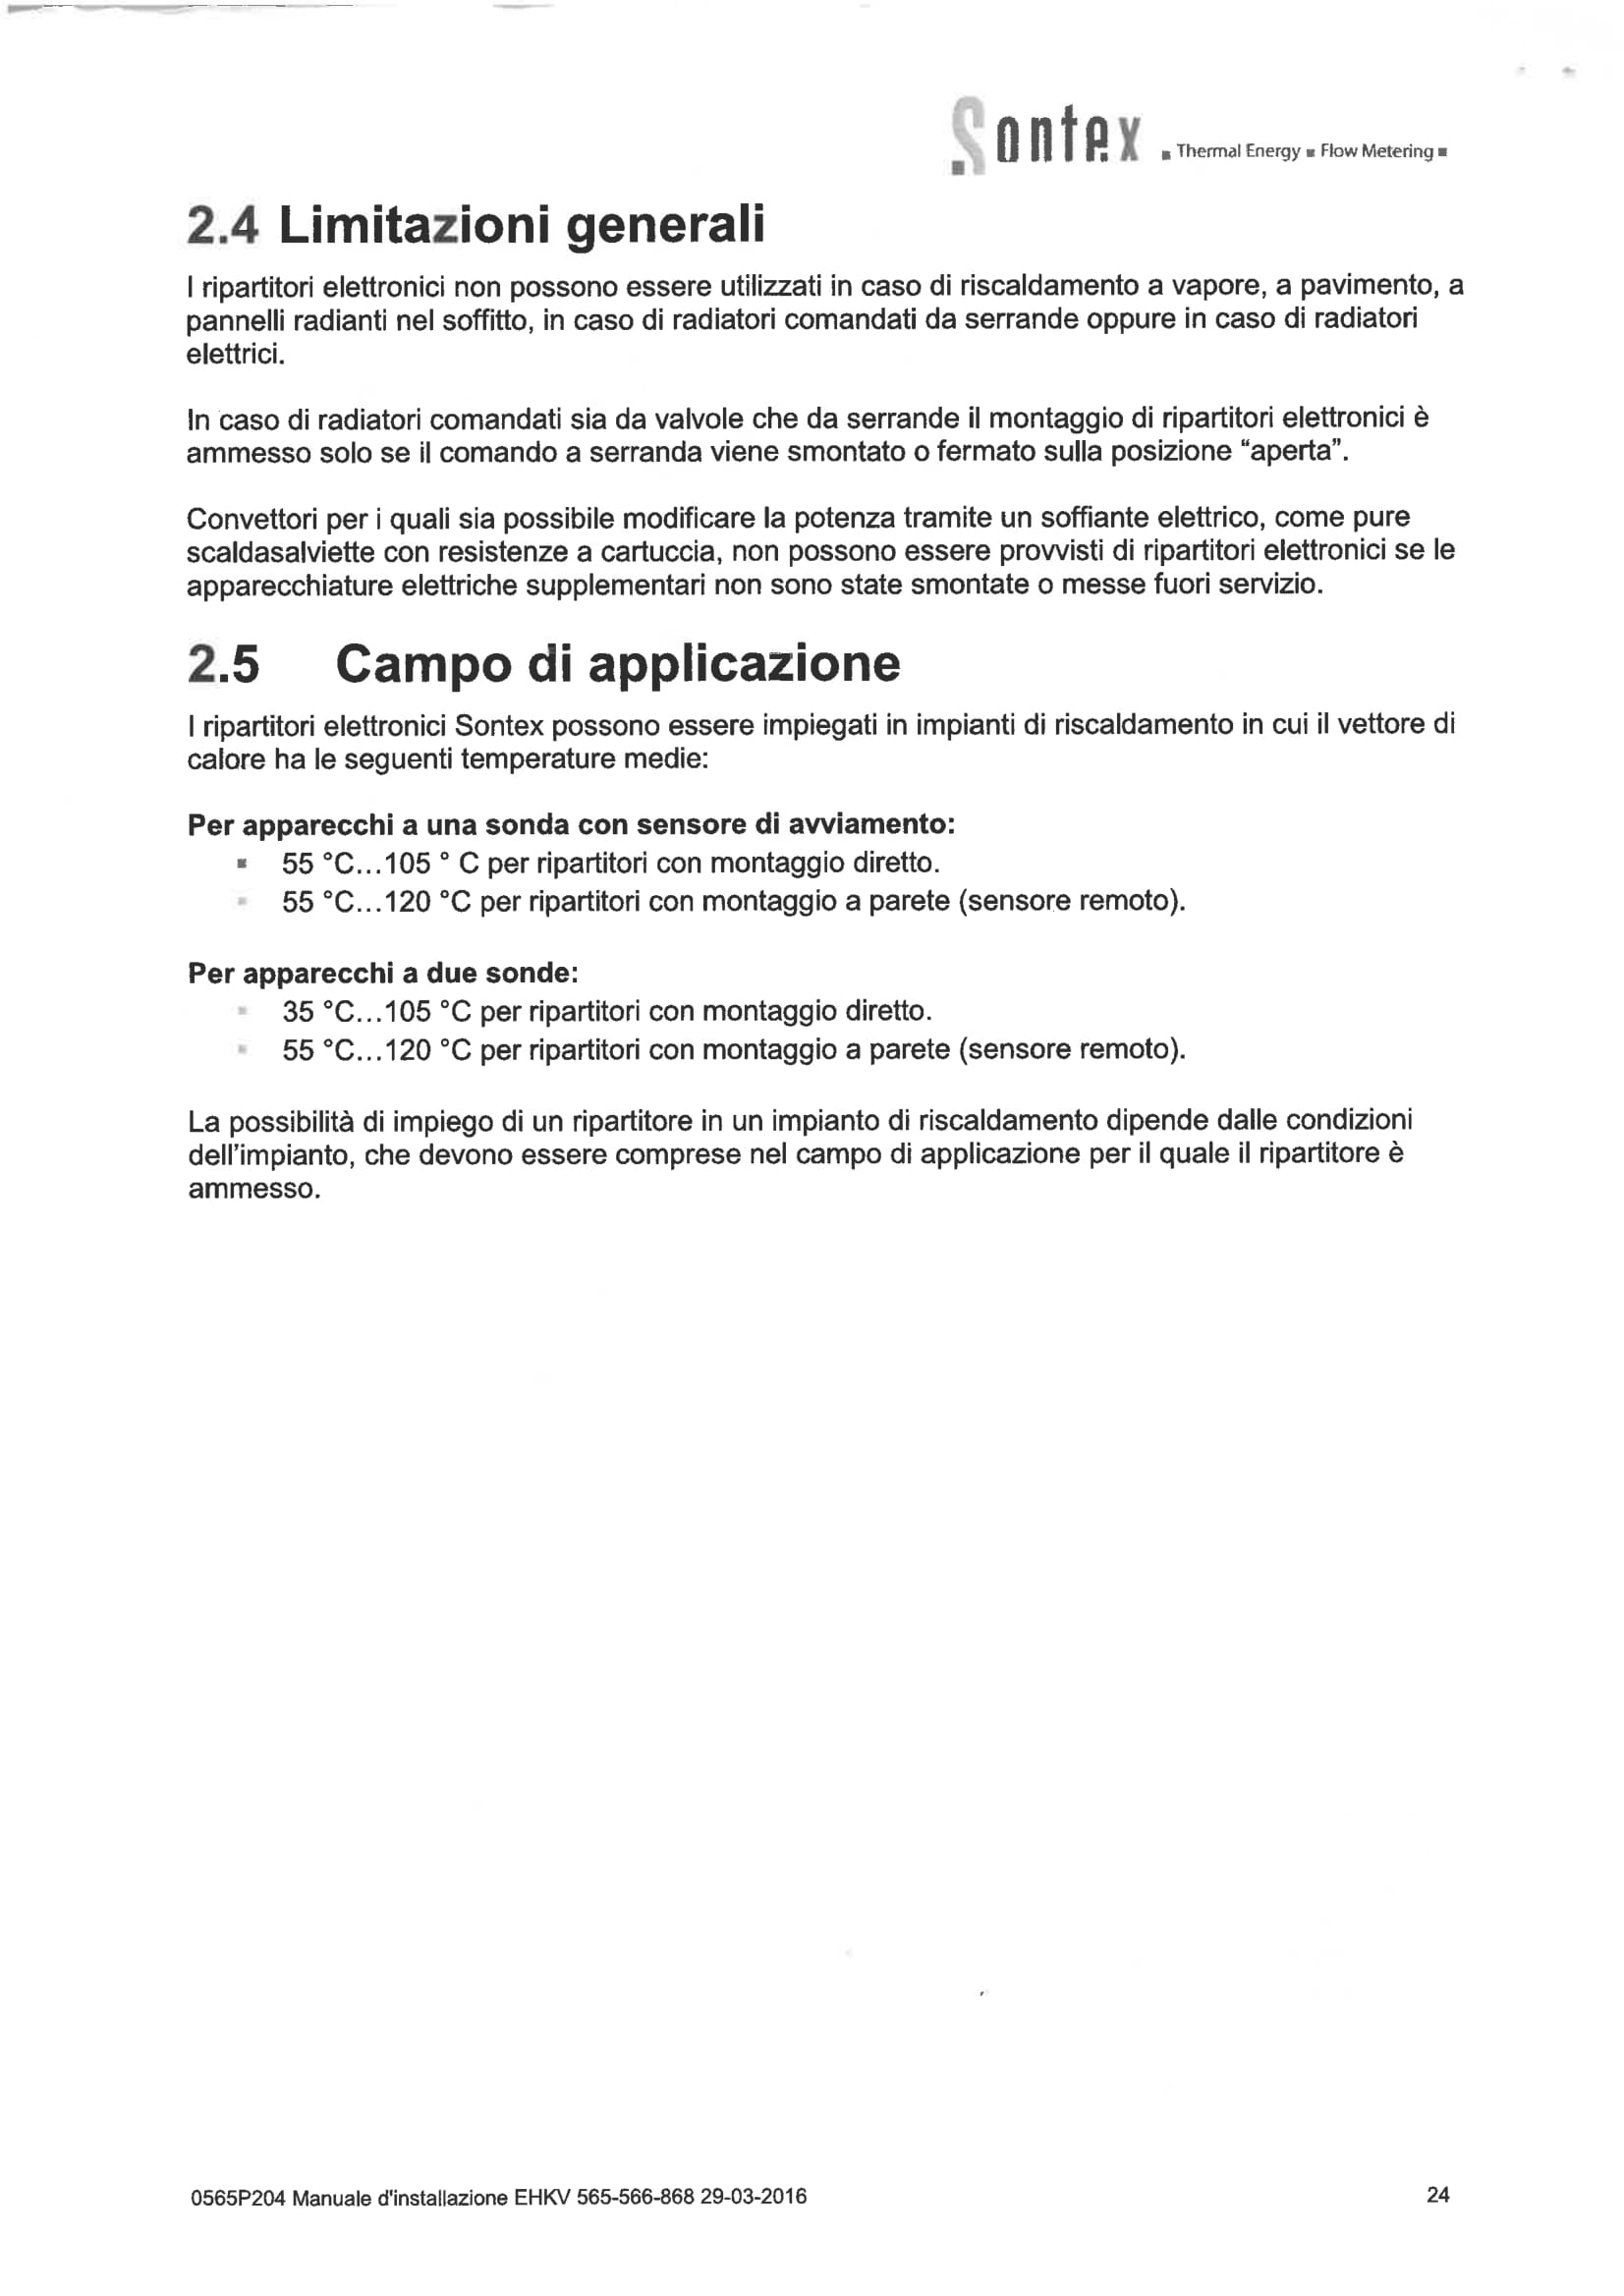 Sontex
▪ Thermal Energy ▪ Flow Metering ▪
2.4 Limitazioni generali
I ripartitori elettronici non possono essere utilizzati in caso di riscaldamento a vapore, a pavimento, a
pannelli radianti nel soffitto, in caso di radiatori comandati da serrande oppure in caso di radiatori
elettrici.
In caso di radiatori comandati sia da valvole che da serrande il montaggio di ripartitori elettronici è
ammesso solo se il comando a serranda viene smontato o fermato sulla posizione “aperta”.
Convettori per i quali sia possibile modificare la potenza tramite un soffiante elettrico, come pure
scaldasalviette con resistenze a cartuccia, non possono essere provvisti di ripartitori elettronici se le
apparecchiature elettriche supplementari non sono state smontate o messe fuori servizio.
2.5 Campo di applicazione
I ripartitori elettronici Sontex possono essere impiegati in impianti di riscaldamento in cui il vettore di
calore ha le seguenti temperature medie:
Per apparecchi a una sonda con sensore di avviamento:
▪ 55 °C...105 ° C per ripartitori con montaggio diretto.
▪ 55 °C...120 °C per ripartitori con montaggio a parete (sensore remoto).
Per apparecchi a due sonde:
▪ 35 °C...105 °C per ripartitori con montaggio diretto.
▪ 55 °C...120 °C per ripartitori con montaggio a parete (sensore remoto).
La possibilità di impiego di un ripartitore in un impianto di riscaldamento dipende dalle condizioni
dell'impianto, che devono essere comprese nel campo di applicazione per il quale il ripartitore è
ammesso.
0565P204 Manuale d'installazione EHKV 565-566-868 29-03-2016 24